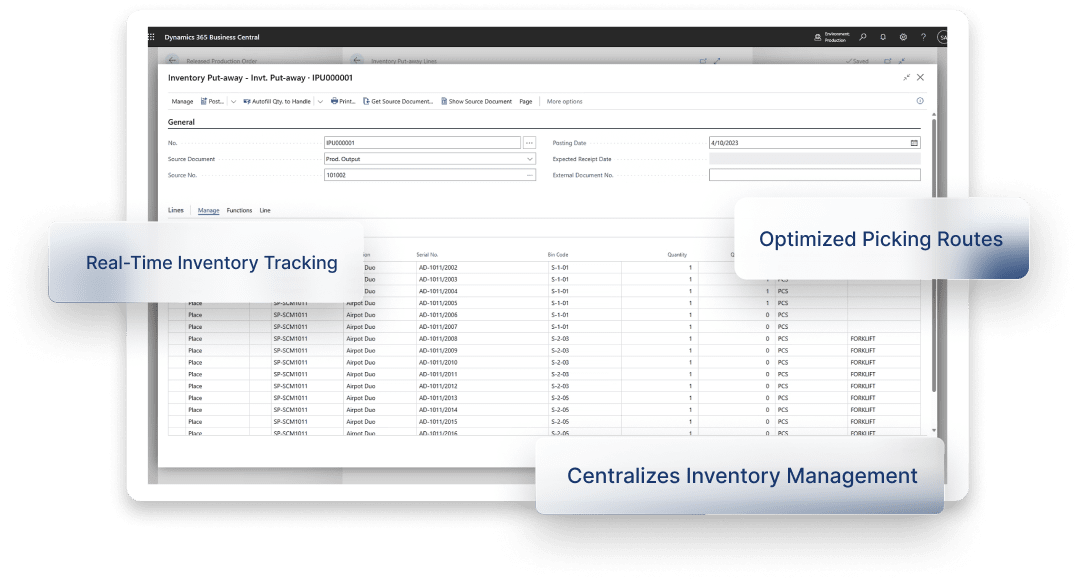 Dynamics 365 Business Central
Environment:
Production
SA
Released Production Order
Inventory Put-away Lines
Saved
Inventory Put-away - Invt. Put-away · IPU000001
Manage Post... Autofill Qty. to Handle Print... Get Source Document... Show Source Document Page More options
General
No. IPU000001 Posting Date 4/10/2023
Source Document Prod. Output Expected Receipt Date
Source No. 101002 External Document No.
Lines Manage Functions Line
Optimized Picking Routes
Real-Time Inventory Tracking
Serial No. Bin Code Quantity
Duo AD-1011/2002 S-1-01 1
Duo AD-1011/2003 S-1-01 1 PCS
Duo AD-1011/2004 S-1-01 1 1 PCS
Place SP-SCM1011 Airpot Duo AD-1011/2005 S-1-01 1 1 PCS
Place SP-SCM1011 Airpot Duo AD-1011/2006 S-1-01 1 0 PCS
Place SP-SCM1011 Airpot Duo AD-1011/2007 S-1-01 1 0 PCS
Place SP-SCM1011 Airpot Duo AD-1011/2008 S-2-03 1 0 PCS FORKLIFT
Place SP-SCM1011 Airpot Duo AD-1011/2009 S-2-03 1 0 PCS FORKLIFT
Place SP-SCM1011 Airpot Duo AD-1011/2010 S-2-03 1 0 PCS FORKLIFT
Place SP-SCM1011 Airpot Duo AD-1011/2011 S-2-03 1 0 PCS FORKLIFT
Place SP-SCM1011 Airpot Duo AD-1011/2012 S-2-03 1 0 PCS FORKLIFT
Place SP-SCM1011 Airpot Duo AD-1011/2013 S-2-05 1 0 PCS FORKLIFT
Place SP-SCM1011 Airpot Duo AD-1011/2014 S-2-05 1 0 PCS FORKLIFT
Place SP-SCM1011 Airpot Duo AD-1011/2015 S-2-05 1 0 PCS FORKLIFT
Place SP-SCM1011 Airpot Duo AD-1011/2016 S-2-05 1 0 PCS FORKLIFT
Centralizes Inventory Management